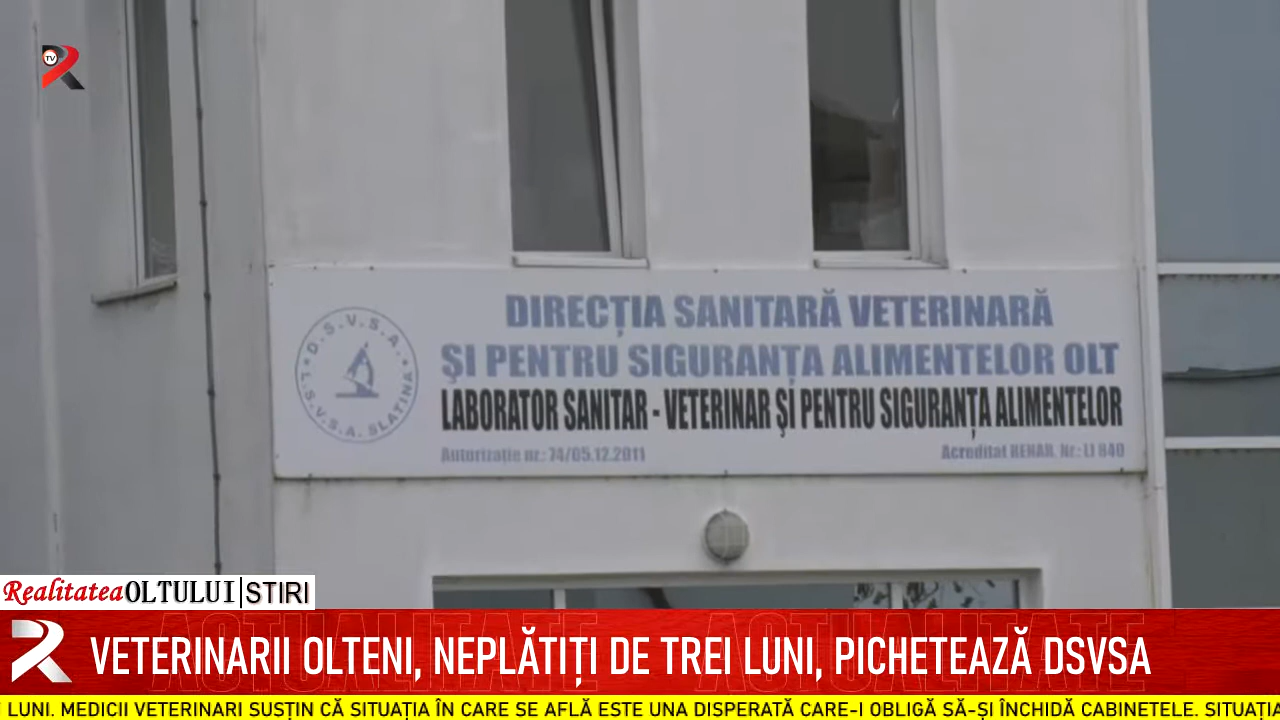 TV
DIRECȚIA SANITARĂ VETERINARĂ
ȘI PENTRU SIGURANȚA ALIMENTELOR OLT
LABORATOR SANITAR - VETERINAR ȘI PENTRU SIGURANȚA ALIMENTELOR
D.S.V.S.A.
L.S.V.S.A. SLATINA
Autorizație nr.: 74/05.12.2011
Acreditat RENAR, Nr.: LI 840
RealitateaOLTULUI|STIRI
ACTUALITATE ACTUALITATE
VETERINARII OLTENI, NEPLĂTIȚI DE TREI LUNI, PICHETEAZĂ DSVSA
LUNI. MEDICII VETERINARI SUSȚIN CĂ SITUAȚIA ÎN CARE SE AFLĂ ESTE UNA DISPERATĂ CARE-I OBLIGĂ SĂ-ȘI ÎNCHIDĂ CABINETELE. SITUAȚIA